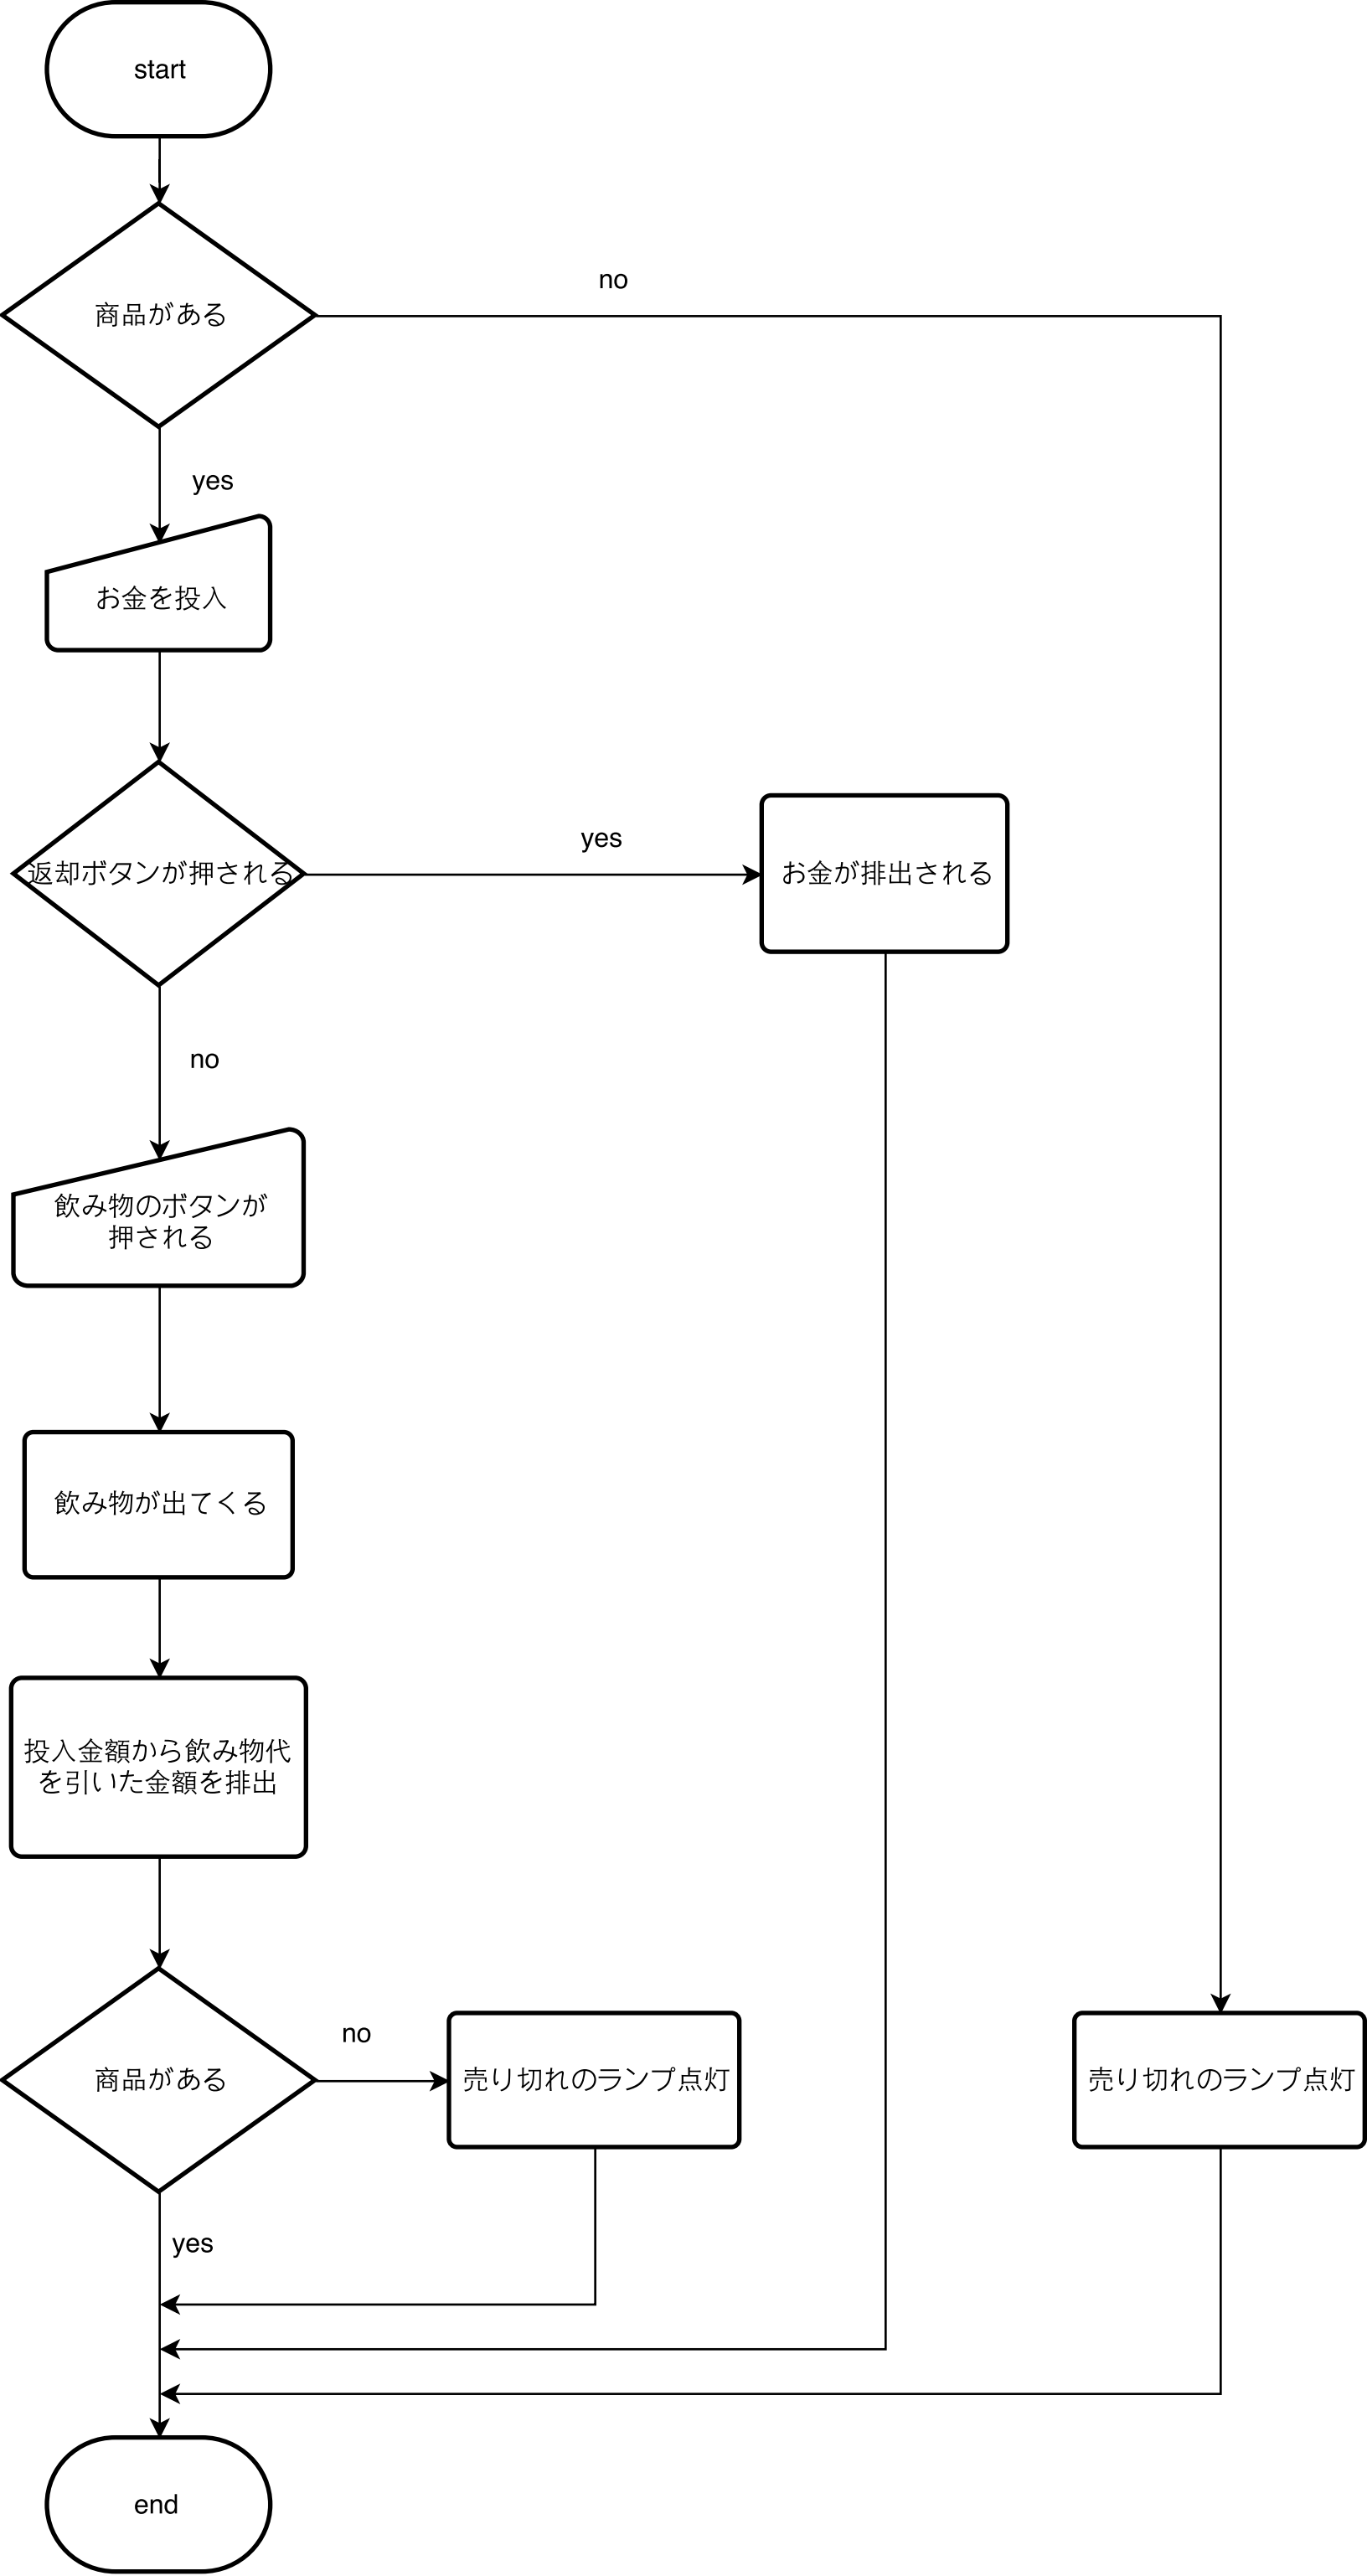 start
商品がある
no
yes
お金を投入
返却ボタンが押される
yes
お金が排出される
no
飲み物のボタンが
押される
飲み物が出てくる
投入金額から飲み物代
を引いた金額を排出
商品がある
no
売り切れのランプ点灯
売り切れのランプ点灯
yes
end